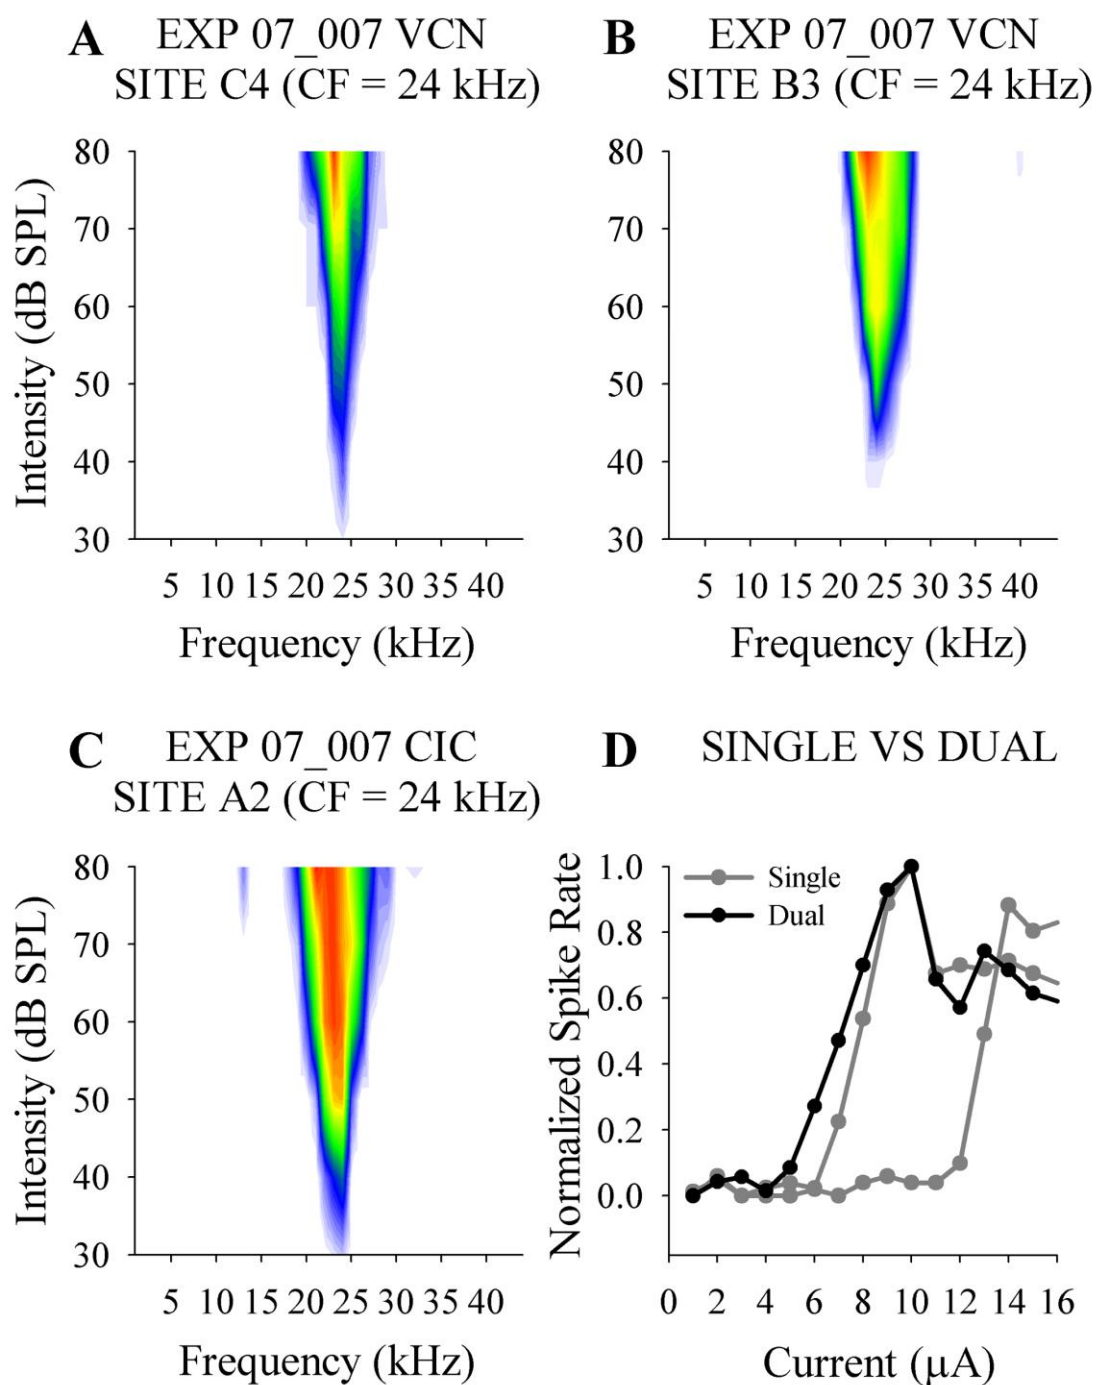 A EXP 07_007 VCN
SITE C4 (CF = 24 kHz)
Intensity (dB SPL)
80
70
60
50
40
30
5 10 15 20 25 30 35 40
Frequency (kHz)
B EXP 07_007 VCN
SITE B3 (CF = 24 kHz)
80
70
60
50
40
30
5 10 15 20 25 30 35 40
Frequency (kHz)
C EXP 07_007 CIC
SITE A2 (CF = 24 kHz)
Intensity (dB SPL)
80
70
60
50
40
30
5 10 15 20 25 30 35 40
Frequency (kHz)
D SINGLE VS DUAL
Normalized Spike Rate
1.0
0.8
0.6
0.4
0.2
0.0
Single
Dual
0 2 4 6 8 10 12 14 16
Current (μA)